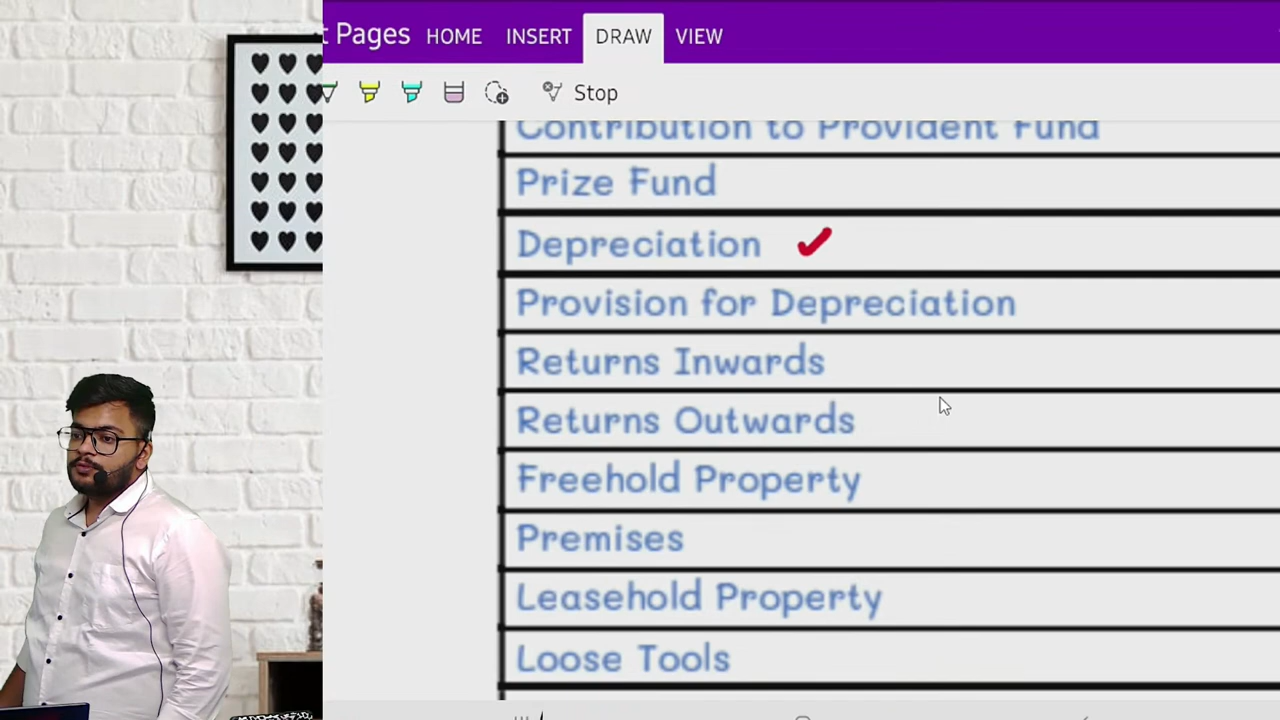 t Pages HOME INSERT DRAW VIEW
Stop
Contribution to Provident Fund
Prize Fund
Depreciation
Provision for Depreciation
Returns Inwards
Returns Outwards
Freehold Property
Premises
Leasehold Property
Loose Tools